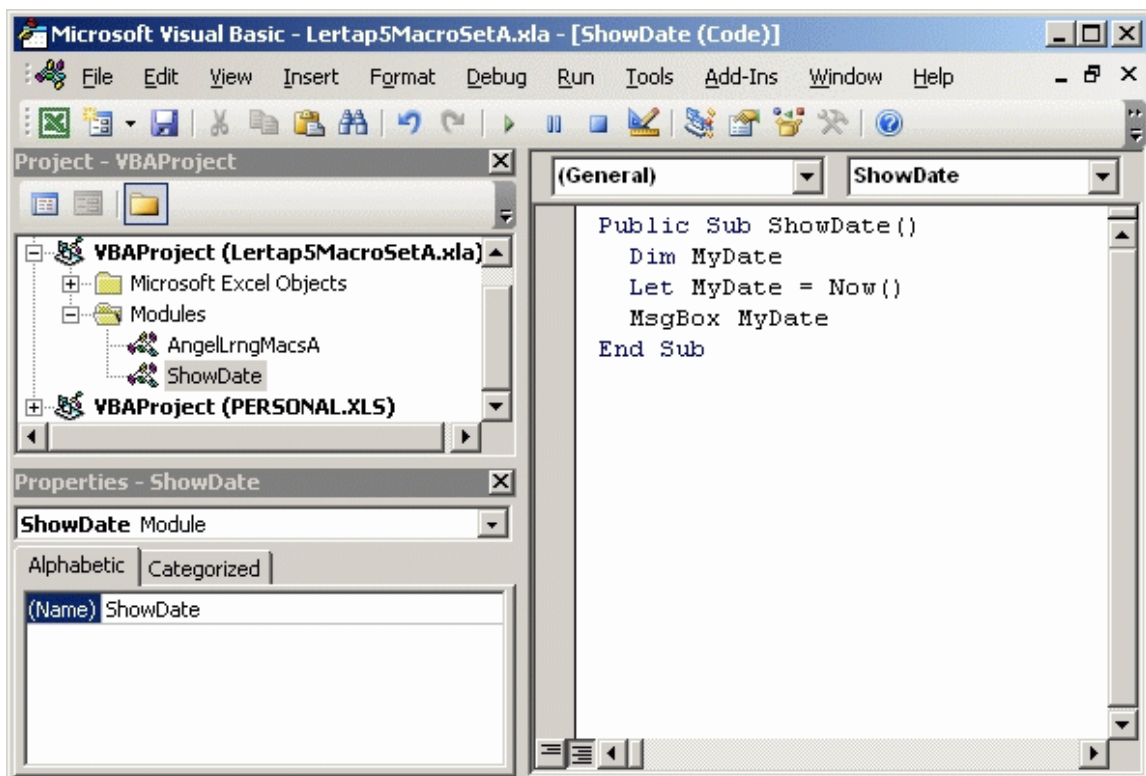 Microsoft Visual Basic - Lertap5MacroSetA.xla - [ShowDate (Code)]
File Edit View Insert Format Debug Run Tools Add-Ins Window Help
Project - VBAProject
VBAProject (Lertap5MacroSetA.xla)
Microsoft Excel Objects
Modules
AngelLrngMacsA
ShowDate
VBAProject (PERSONAL.XLS)
Properties - ShowDate
ShowDate Module
Alphabetic Categorized
(Name) ShowDate
(General) ShowDate
Public Sub ShowDate()
Dim MyDate
Let MyDate = Now()
MsgBox MyDate
End Sub